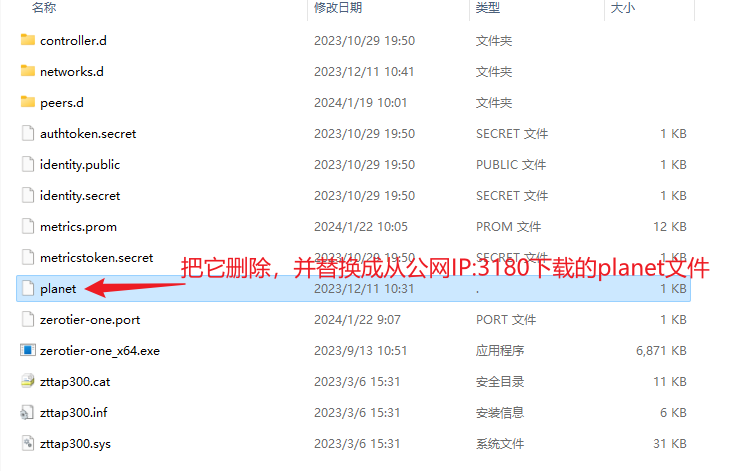 名称 修改日期 类型 大小
controller.d 2023/10/29 19:50 文件夹
networks.d 2023/12/11 10:41 文件夹
peers.d 2024/1/19 10:01 文件夹
authtoken.secret 2023/10/29 19:50 SECRET 文件 1 KB
identity.public 2023/10/29 19:50 PUBLIC 文件 1 KB
identity.secret 2023/10/29 19:50 SECRET 文件 1 KB
metrics.prom 2024/1/22 10:05 PROM 文件 12 KB
metricstoken.secret 2023/10/29 19:50 SECRET 文件 1 KB
把它删除，并替换成从公网IP:3180下载的planet文件
planet 2023/12/11 10:31 . 1 KB
zerotier-one.port 2024/1/22 9:07 PORT 文件 1 KB
zerotier-one_x64.exe 2023/9/13 10:51 应用程序 6,871 KB
zttap300.cat 2023/3/6 15:31 安全目录 11 KB
zttap300.inf 2023/3/6 15:31 安装信息 6 KB
zttap300.sys 2023/3/6 15:31 系统文件 31 KB